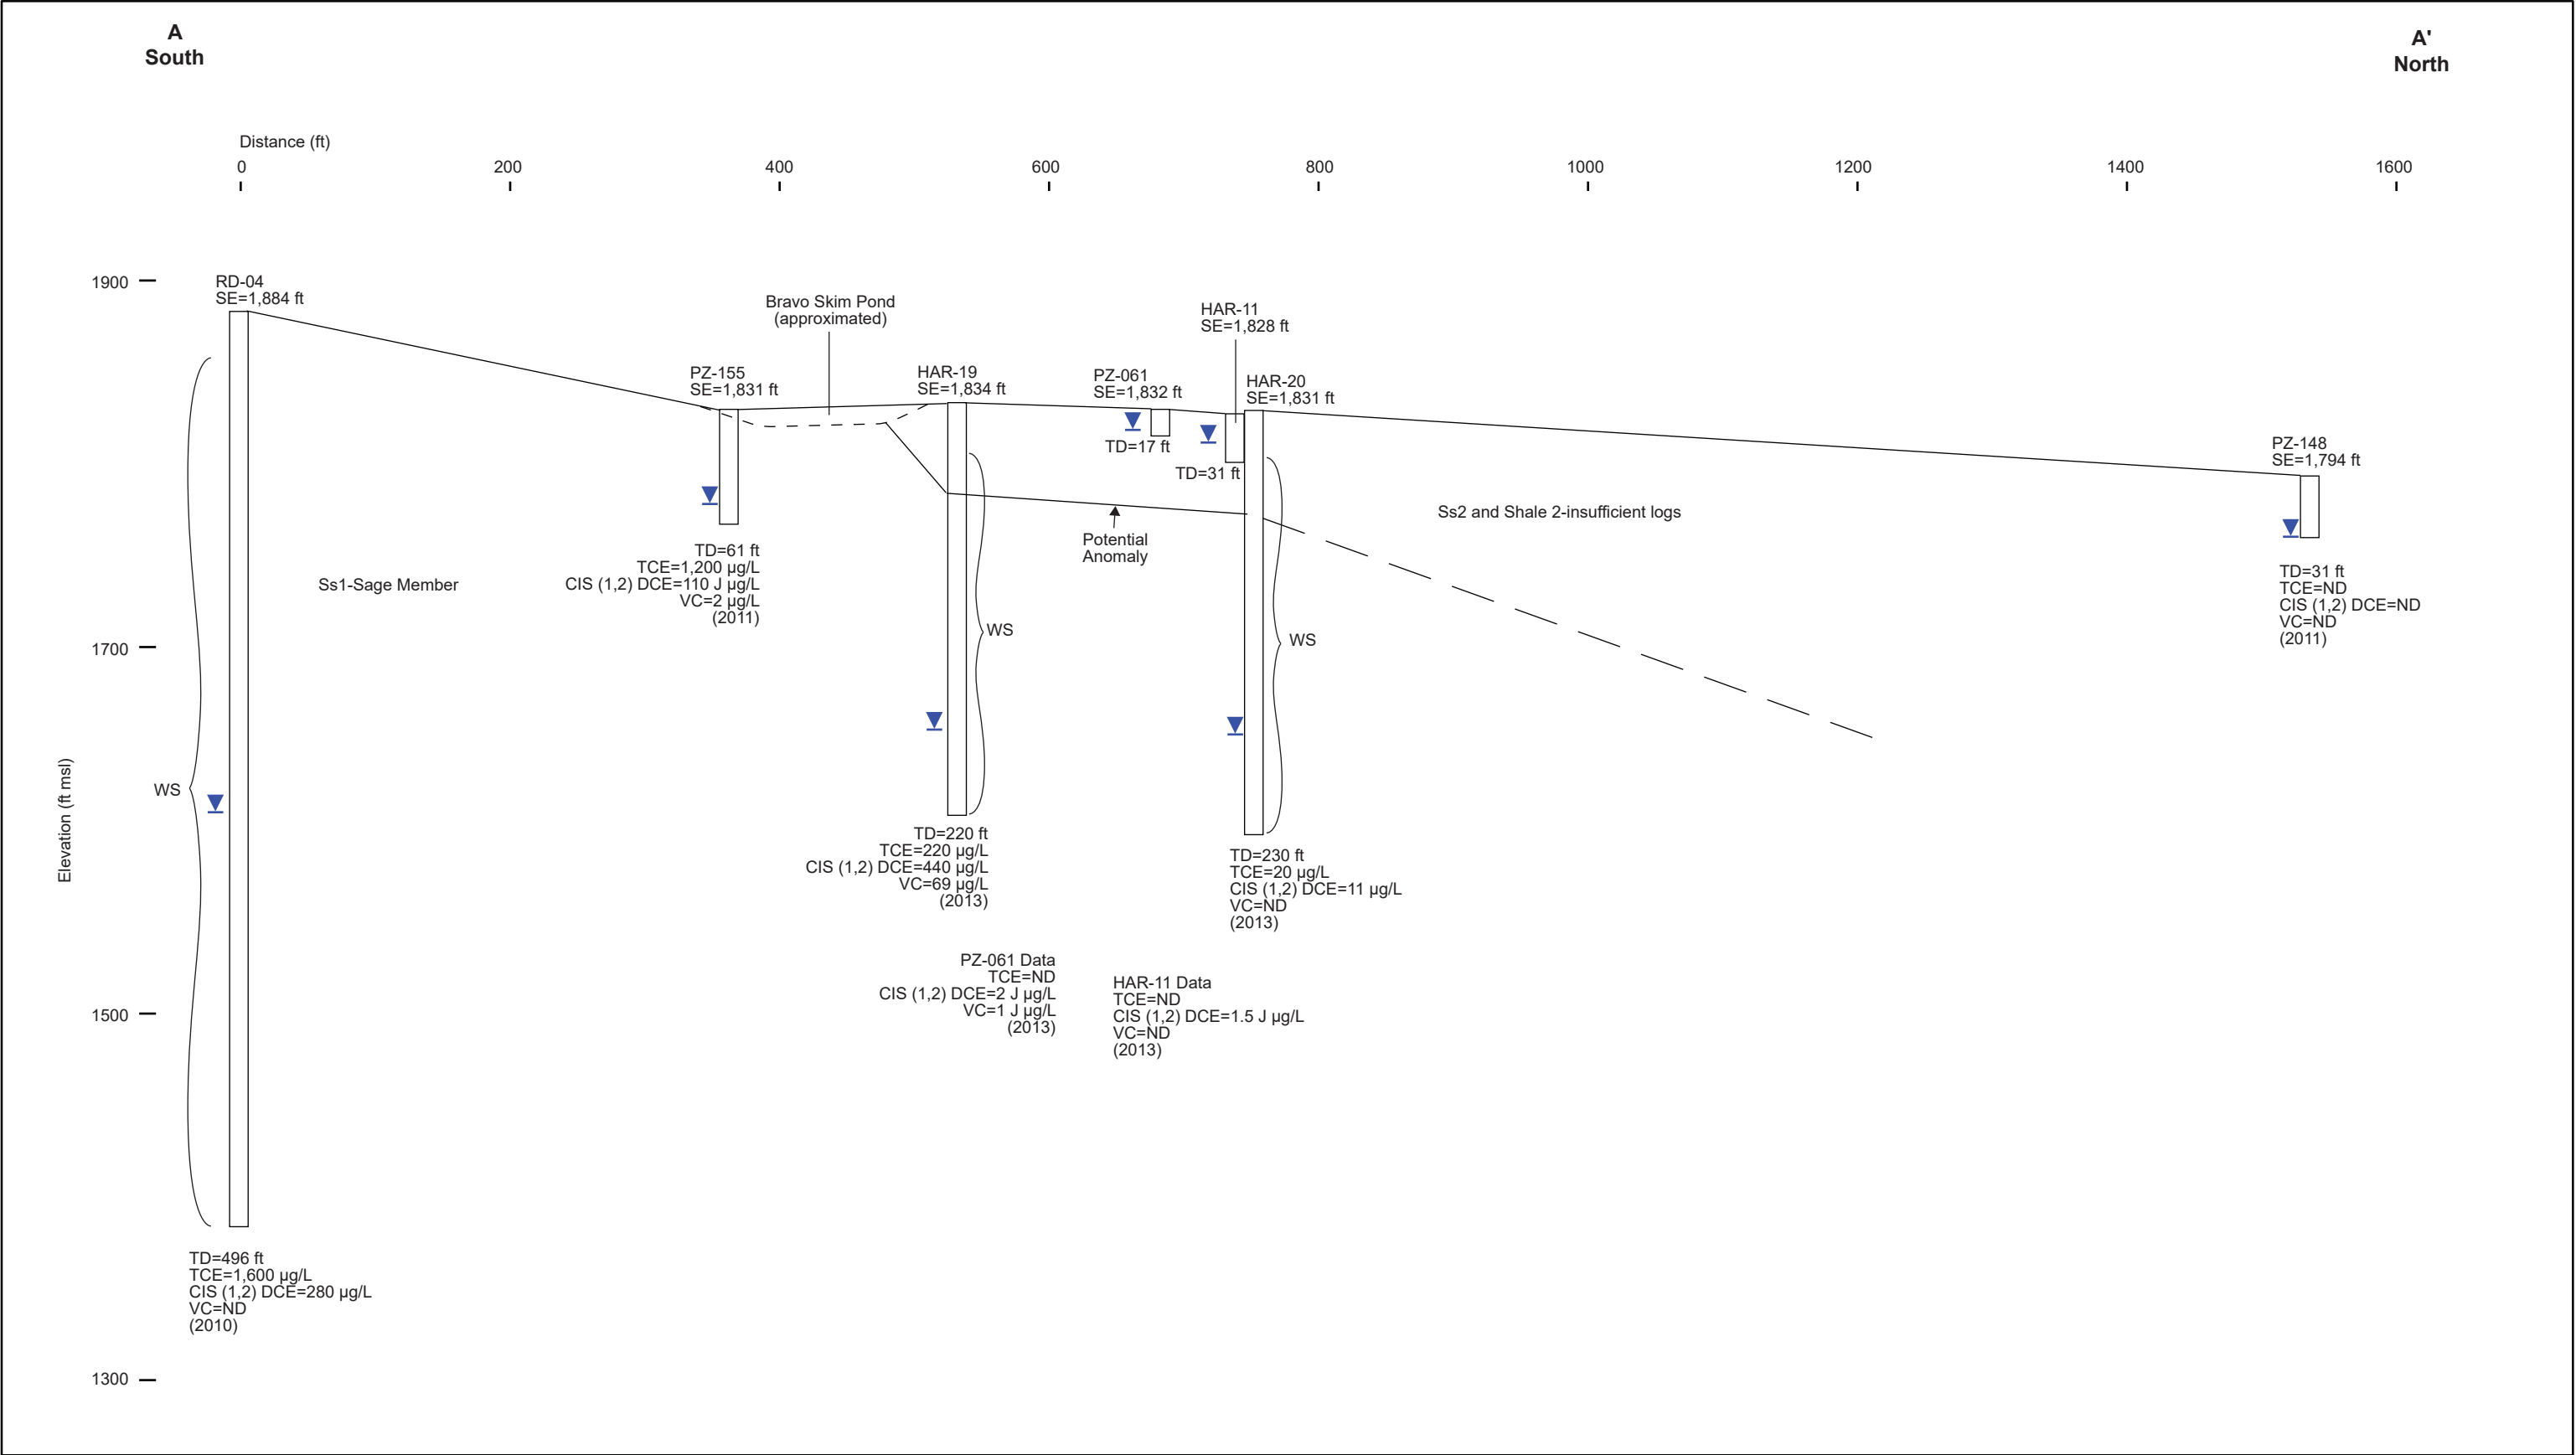 A
South
A'
North
Distance (ft)
0
200
400
600
800
1000
1200
1400
1600
1900
1700
1500
1300
Elevation (ft msl)
RD-04
SE=1,884 ft
Bravo Skim Pond
(approximated)
HAR-11
SE=1,828 ft
PZ-155
SE=1,831 ft
HAR-19
SE=1,834 ft
PZ-061
SE=1,832 ft
HAR-20
SE=1,831 ft
PZ-148
SE=1,794 ft
TD=17 ft
TD=31 ft
Ss2 and Shale 2-insufficient logs
Potential
Anomaly
Ss1-Sage Member
TD=61 ft
TCE=1,200 µg/L
CIS (1,2) DCE=110 J µg/L
VC=2 µg/L
(2011)
TD=31 ft
TCE=ND
CIS (1,2) DCE=ND
VC=ND
(2011)
WS
WS
WS
TD=220 ft
TCE=220 µg/L
CIS (1,2) DCE=440 µg/L
VC=69 µg/L
(2013)
TD=230 ft
TCE=20 µg/L
CIS (1,2) DCE=11 µg/L
VC=ND
(2013)
PZ-061 Data
TCE=ND
CIS (1,2) DCE=2 J µg/L
VC=1 J µg/L
(2013)
HAR-11 Data
TCE=ND
CIS (1,2) DCE=1.5 J µg/L
VC=ND
(2013)
TD=496 ft
TCE=1,600 µg/L
CIS (1,2) DCE=280 µg/L
VC=ND
(2010)